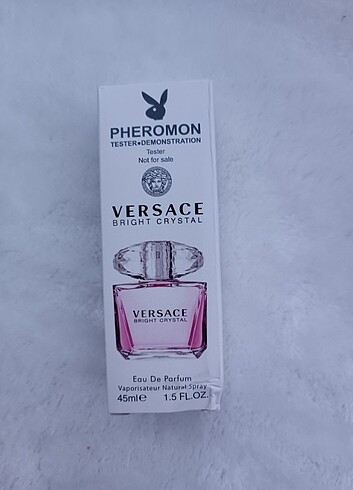 PHEROMON
TESTER●DEMONSTRATION
Tester
Not for sale
VERSACE
BRIGHT CRYSTAL
VERSACE
BRIGHT CRYSTAL
Eau De Parfum
Vaporisateur Natural Spray
45ml℮ 1.5 FL.OZ.